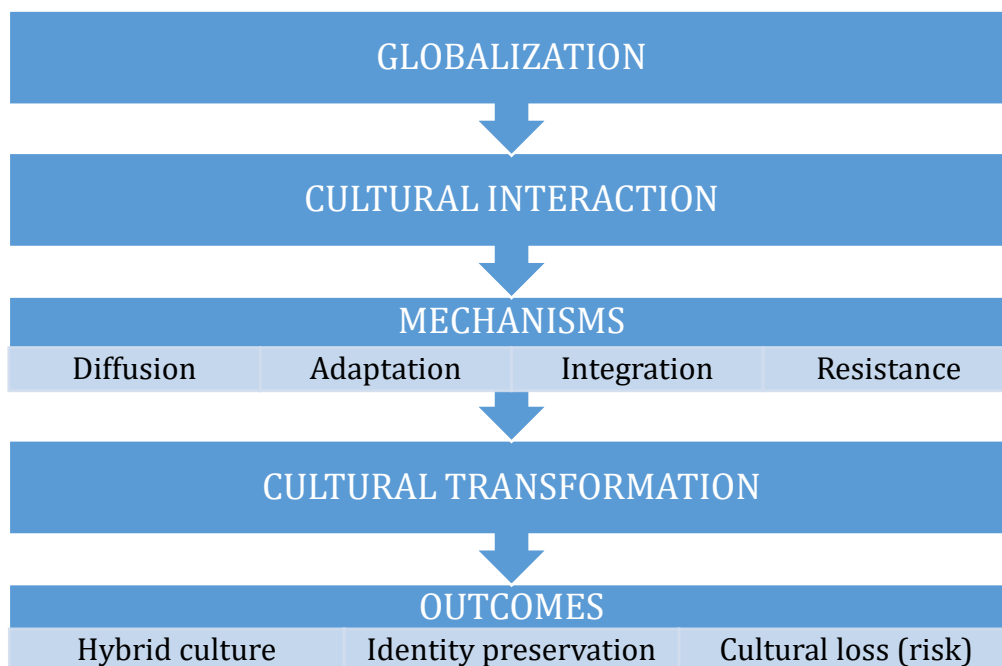 GLOBALIZATION
CULTURAL INTERACTION
MECHANISMS
Diffusion Adaptation Integration Resistance
CULTURAL TRANSFORMATION
OUTCOMES
Hybrid culture Identity preservation Cultural loss (risk)